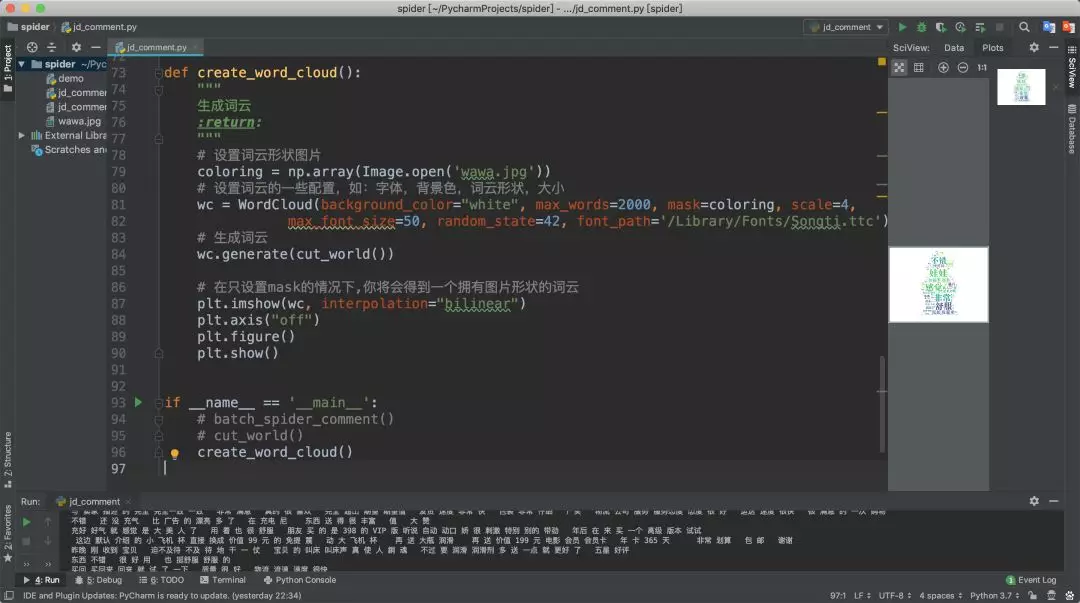 spider [~/PycharmProjects/spider] - .../jd_comment.py [spider]
spider
jd_comment.py
jd_comment
jd_comment.py
SciView: Data Plots
1: Project
spider ~/Pyc
demo
jd_commen
jd_commen
wawa.jpg
External Libra
Scratches an
1:1
SciView
Database
72
73 def create_word_cloud():
74 """
75 生成词云
76 :return:
77 """
78 # 设置词云形状图片
79 coloring = np.array(Image.open('wawa.jpg'))
80 # 设置词云的一些配置，如：字体，背景色，词云形状，大小
81 wc = WordCloud(background_color="white", max_words=2000, mask=coloring, scale=4,
82 max_font_size=50, random_state=42, font_path='/Library/Fonts/Songti.ttc')
83 # 生成词云
84 wc.generate(cut_world())
85
86 # 在只设置mask的情况下,你将会得到一个拥有图片形状的词云
87 plt.imshow(wc, interpolation="bilinear")
88 plt.axis("off")
89 plt.figure()
90 plt.show()
91
92
93 if __name__ == '__main__':
94 # batch_spider_comment()
95 # cut_world()
96 create_word_cloud()
97
不错
娃娃
感觉
非常
舒服
Z: Structure
2: Favorites
Run: jd_comment
不错 还 没 充气 比 广告 的 漂亮 多 了 在 充电 尼 东西 送 得 很 丰富 值 大 赞
充好 好气 就 感觉 是 大 美人 了 用 着 也 很 舒服 朋友 买 的 是 398 的 VIP 版 听说 自动 动口 娇 很 刺激 特别 别的 带劲 年后 在 来 买 一个 高级 版本 试试
这边 默认 介绍 的 小 飞机 杯 直接 换成 价值 99 元 的 免提 震 动 大 飞机 杯 再 送 大瓶 润滑 再 送 价值 199 元 电影 会员 会员卡 年 卡 365 天 非常 划算 包 邮 谢谢
昨晚 刚 收到 宝贝 迫不及待 不及 待 地 干 一 仗 宝贝 的 叫床 叫床声 真 使 人 销 魂 不过 要 润滑 润滑剂 多 送 一点 就 更好 了 五星 好评
东西 不错 很 好 用 也 挺舒服 舒服 的
4: Run 5: Debug 6: TODO Terminal Python Console 1 Event Log
IDE and Plugin Updates: PyCharm is ready to update. (yesterday 22:34) 97:1 LF UTF-8 4 spaces Python 3.7